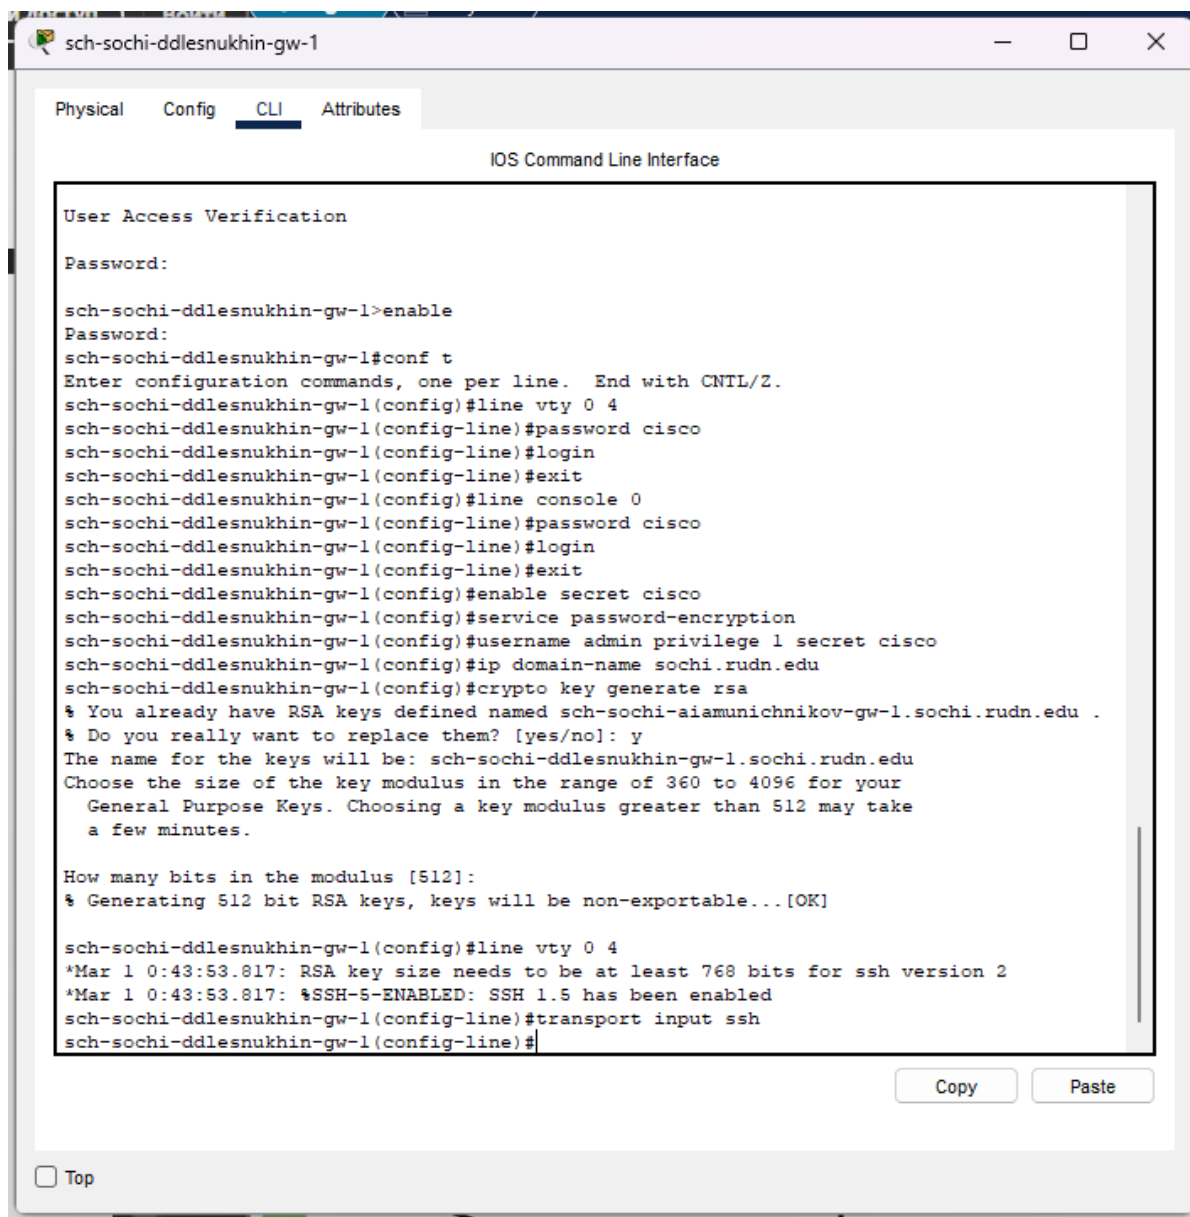 sch-sochi-ddlesnukhin-gw-1
Physical Config CLI Attributes
IOS Command Line Interface
User Access Verification
Password:
sch-sochi-ddlesnukhin-gw-1>enable
Password:
sch-sochi-ddlesnukhin-gw-1#conf t
Enter configuration commands, one per line.  End with CNTL/Z.
sch-sochi-ddlesnukhin-gw-1(config)#line vty 0 4
sch-sochi-ddlesnukhin-gw-1(config-line)#password cisco
sch-sochi-ddlesnukhin-gw-1(config-line)#login
sch-sochi-ddlesnukhin-gw-1(config-line)#exit
sch-sochi-ddlesnukhin-gw-1(config)#line console 0
sch-sochi-ddlesnukhin-gw-1(config-line)#password cisco
sch-sochi-ddlesnukhin-gw-1(config-line)#login
sch-sochi-ddlesnukhin-gw-1(config-line)#exit
sch-sochi-ddlesnukhin-gw-1(config)#enable secret cisco
sch-sochi-ddlesnukhin-gw-1(config)#service password-encryption
sch-sochi-ddlesnukhin-gw-1(config)#username admin privilege 1 secret cisco
sch-sochi-ddlesnukhin-gw-1(config)#ip domain-name sochi.rudn.edu
sch-sochi-ddlesnukhin-gw-1(config)#crypto key generate rsa
% You already have RSA keys defined named sch-sochi-aiamunichnikov-gw-1.sochi.rudn.edu .
% Do you really want to replace them? [yes/no]: y
The name for the keys will be: sch-sochi-ddlesnukhin-gw-1.sochi.rudn.edu
Choose the size of the key modulus in the range of 360 to 4096 for your
General Purpose Keys. Choosing a key modulus greater than 512 may take
a few minutes.
How many bits in the modulus [512]:
% Generating 512 bit RSA keys, keys will be non-exportable...[OK]
sch-sochi-ddlesnukhin-gw-1(config)#line vty 0 4
*Mar 1 0:43:53.817: RSA key size needs to be at least 768 bits for ssh version 2
*Mar 1 0:43:53.817: %SSH-5-ENABLED: SSH 1.5 has been enabled
sch-sochi-ddlesnukhin-gw-1(config-line)#transport input ssh
sch-sochi-ddlesnukhin-gw-1(config-line)#
Copy Paste
Top